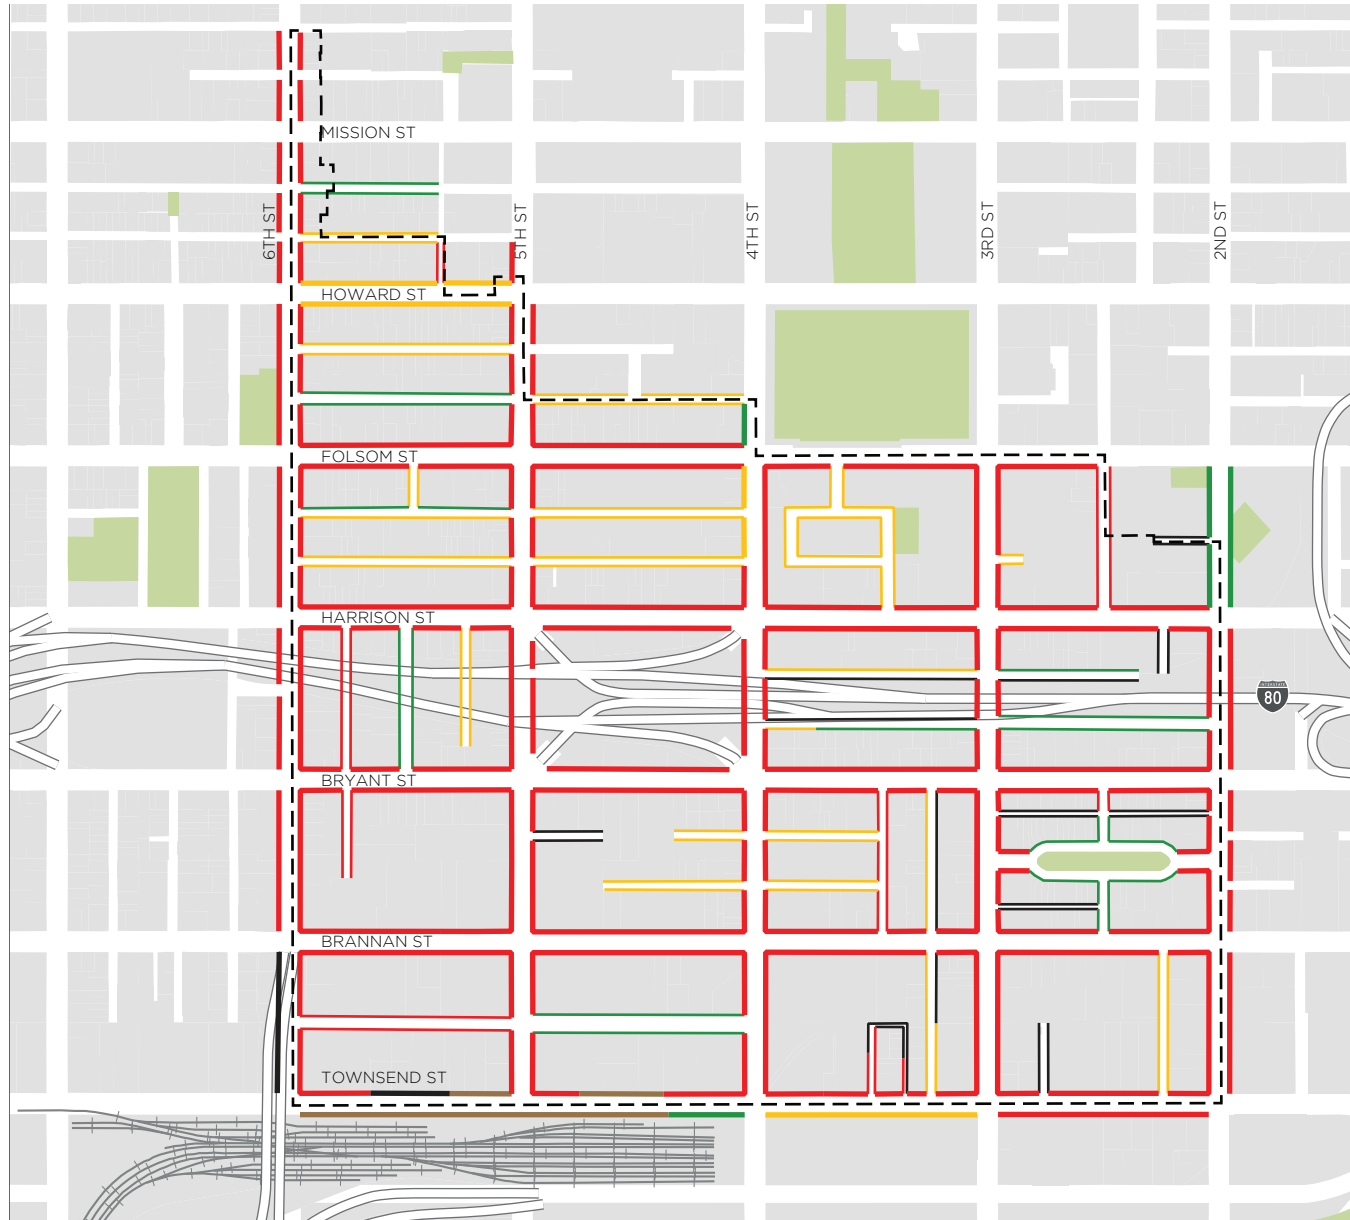 MISSION ST
6TH ST
5TH ST
4TH ST
3RD ST
2ND ST
HOWARD ST
FOLSOM ST
HARRISON ST
80
BRYANT ST
BRANNAN ST
TOWNSEND ST